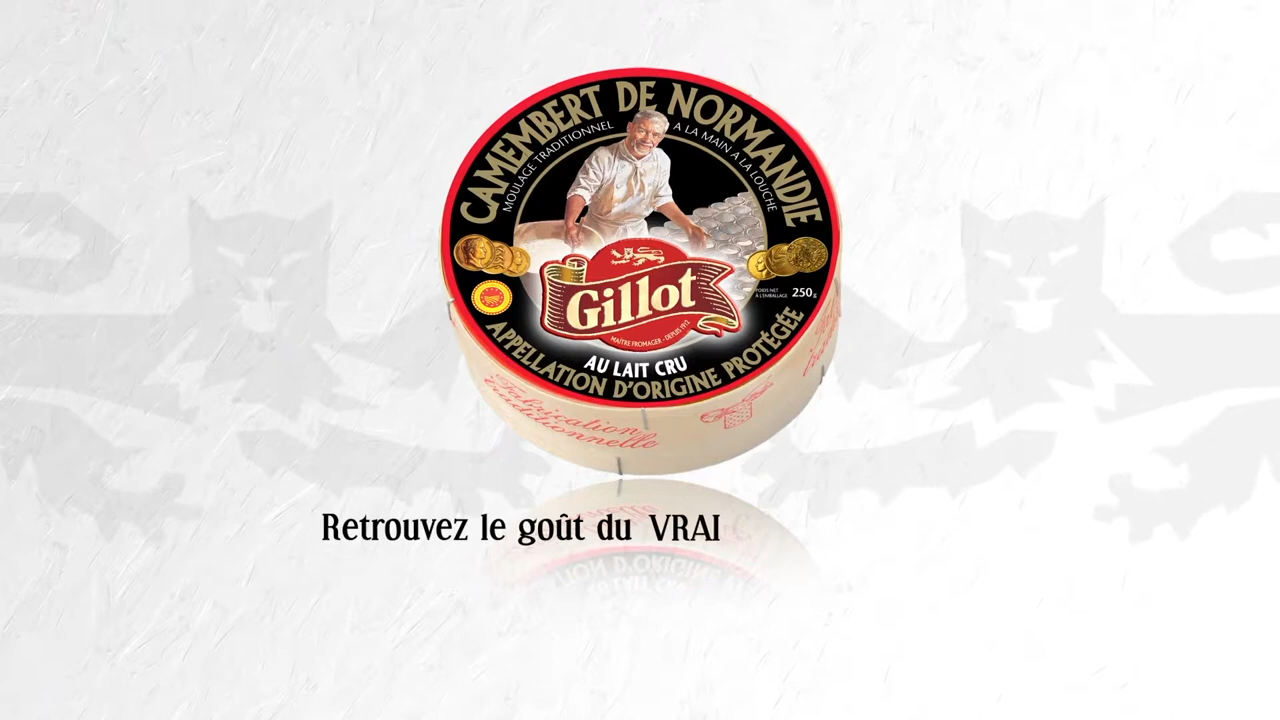 CAMEMBERT DE NORMANDIE
MOULAGE TRADITIONNEL
A LA MAIN A LA LOUCHE
Gillot
MAÎTRE FROMAGER - DEPUIS 1912
POIDS NET
À L'EMBALLAGE
250g
AU LAIT CRU
APPELLATION D'ORIGINE PROTÉGÉE
Fabrication
traditionnelle
Retrouvez le goût du VRAI